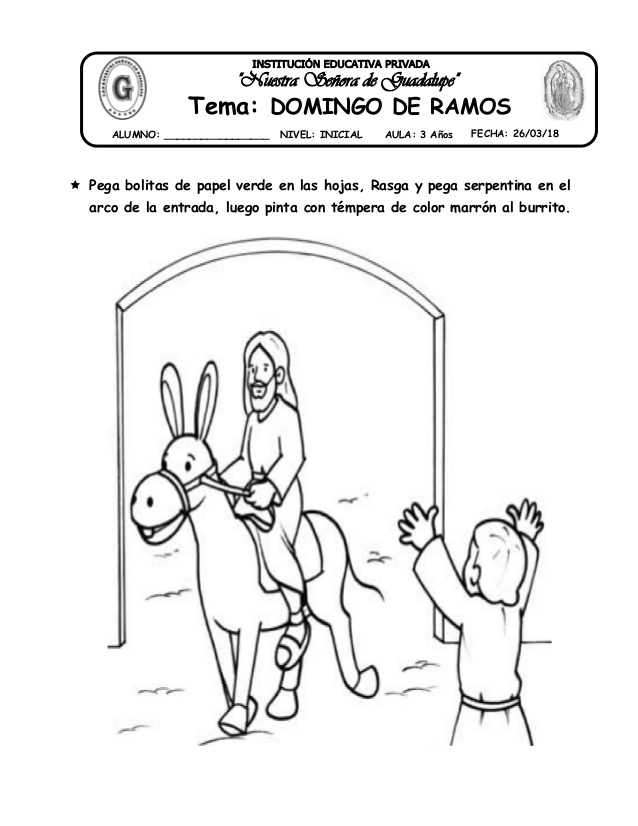 INSTITUCIÓN EDUCATIVA PRIVADA
"Nuestra Señora de Guadalupe"
Tema: DOMINGO DE RAMOS
ALUMNO: ________________ NIVEL: INICIAL AULA: 3 Años FECHA: 26/03/18
G
★ Pega bolitas de papel verde en las hojas, Rasga y pega serpentina en el
arco de la entrada, luego pinta con témpera de color marrón al burrito.